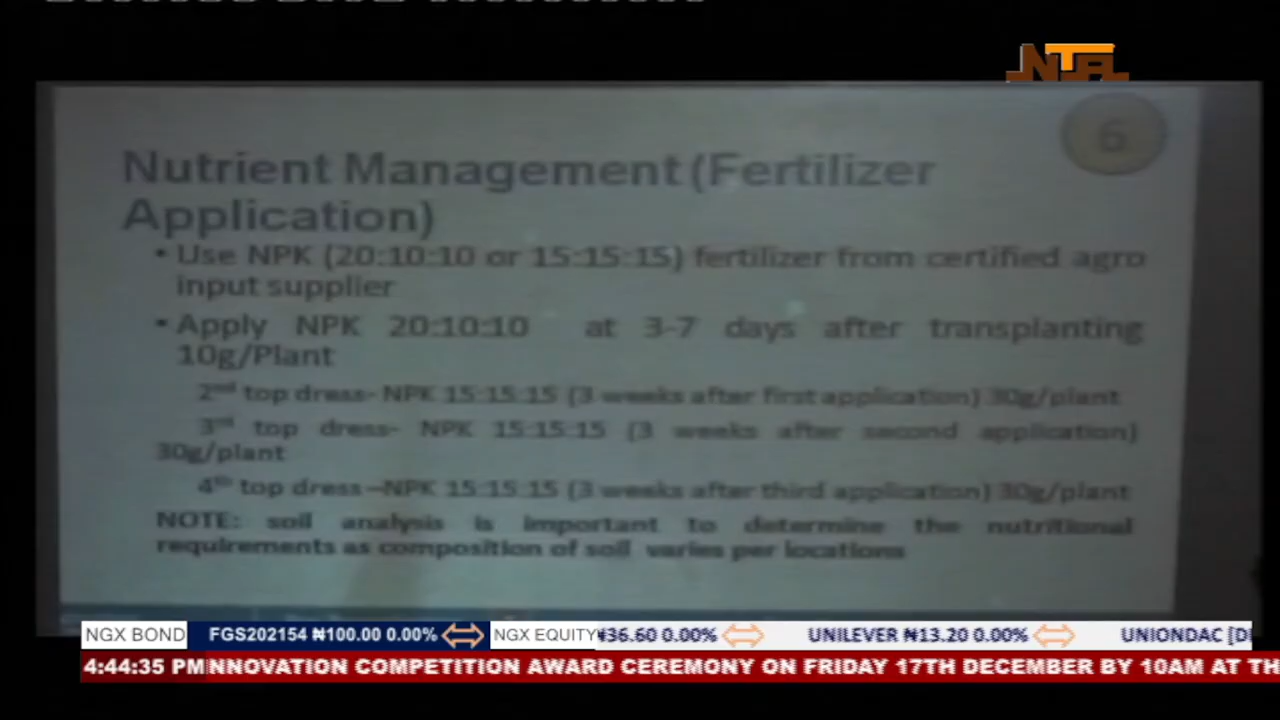 NTA
6
Nutrient Management (Fertilizer
Application)
• Use NPK (20:10:10 or 15:15:15) fertilizer from certified agro
input supplier
• Apply NPK 20:10:10 at 3-7 days after transplanting
10g/Plant
2nd top dress- NPK 15:15:15 (3 weeks after first application) 30g/plant
3rd top dress- NPK 15:15:15 (3 weeks after second application)
30g/plant
4th top dress –NPK 15:15:15 (3 weeks after third application) 30g/plant
NOTE: soil analysis is important to determine the nutritional
requirements as composition of soil varies per locations
NGX BOND FGS202154 ₦100.00 0.00% NGX EQUITY ₦36.60 0.00% UNILEVER ₦13.20 0.00% UNIONDAC
4:44:35 PM NNOVATION COMPETITION AWARD CEREMONY ON FRIDAY 17TH DECEMBER BY 10AM AT TH